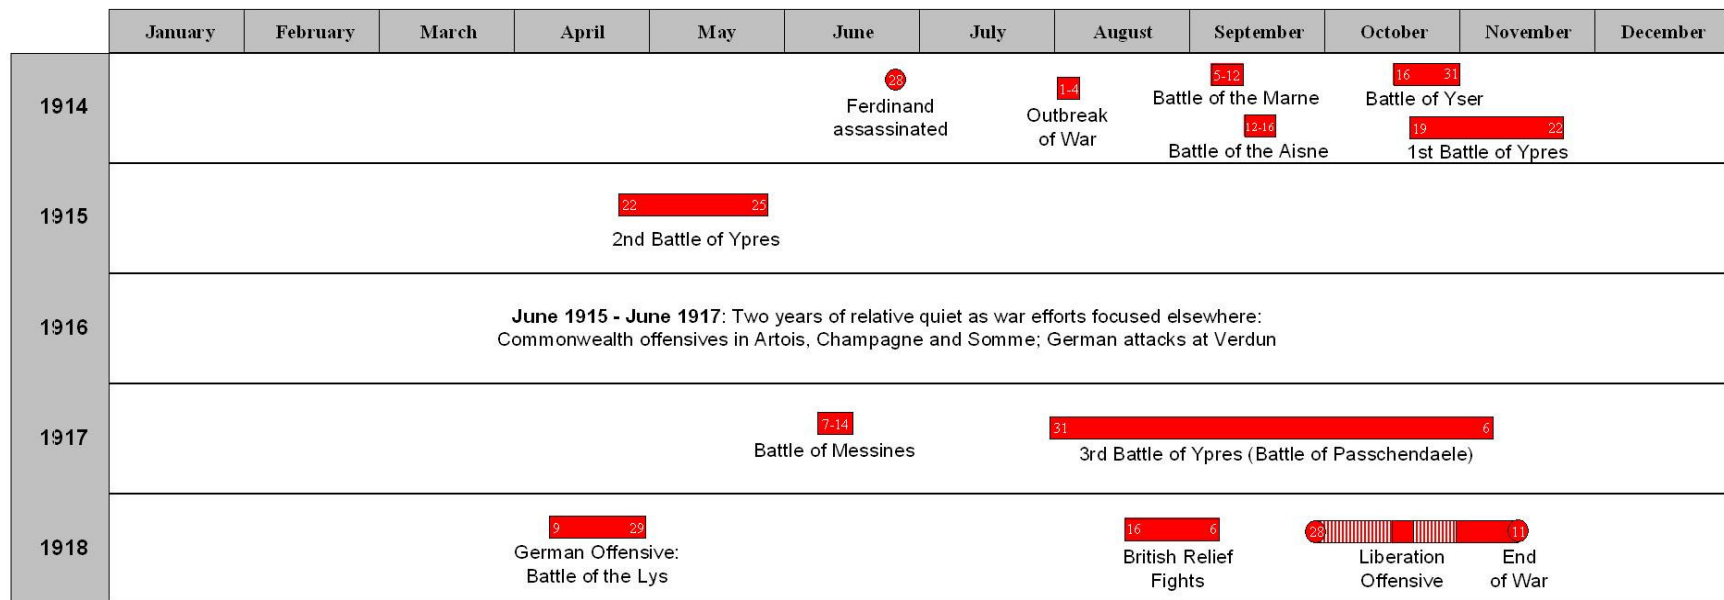 January February March April May June July August September October November December
1914
28
Ferdinand
assassinated
1-4
Outbreak
of War
5-12
Battle of the Marne
12-16
Battle of the Aisne
16 31
Battle of Yser
19 22
1st Battle of Ypres
1915
22 25
2nd Battle of Ypres
1916
June 1915 - June 1917: Two years of relative quiet as war efforts focused elsewhere:
Commonwealth offensives in Artois, Champagne and Somme; German attacks at Verdun
1917
7-14
Battle of Messines
31 6
3rd Battle of Ypres (Battle of Passchendaele)
1918
9 29
German Offensive:
Battle of the Lys
16 6
British Relief
Fights
28 11
Liberation
Offensive
End
of War